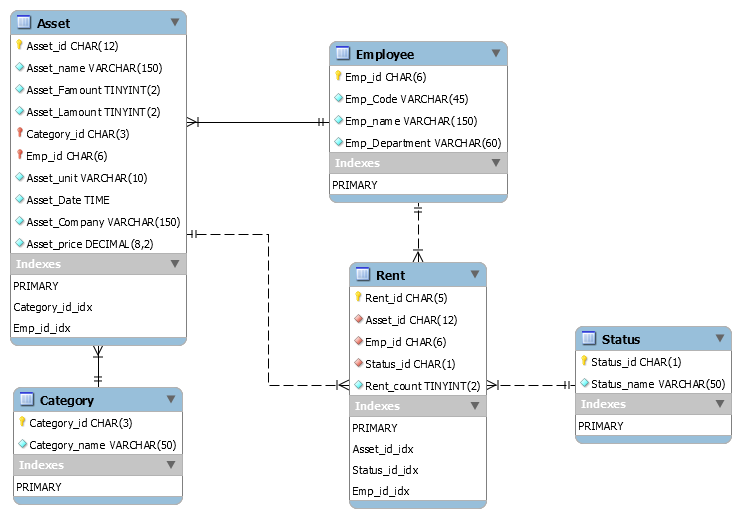 Asset
Asset_id CHAR(12)
Asset_name VARCHAR(150)
Asset_Famount TINYINT(2)
Asset_Lamount TINYINT(2)
Category_id CHAR(3)
Emp_id CHAR(6)
Asset_unit VARCHAR(10)
Asset_Date TIME
Asset_Company VARCHAR(150)
Asset_price DECIMAL(8,2)
Indexes
PRIMARY
Category_id_idx
Emp_id_idx
Employee
Emp_id CHAR(6)
Emp_Code VARCHAR(45)
Emp_name VARCHAR(150)
Emp_Department VARCHAR(60)
Indexes
PRIMARY
Rent
Rent_id CHAR(5)
Asset_id CHAR(12)
Emp_id CHAR(6)
Status_id CHAR(1)
Rent_count TINYINT(2)
Indexes
PRIMARY
Asset_id_idx
Status_id_idx
Emp_id_idx
Status
Status_id CHAR(1)
Status_name VARCHAR(50)
Indexes
PRIMARY
Category
Category_id CHAR(3)
Category_name VARCHAR(50)
Indexes
PRIMARY